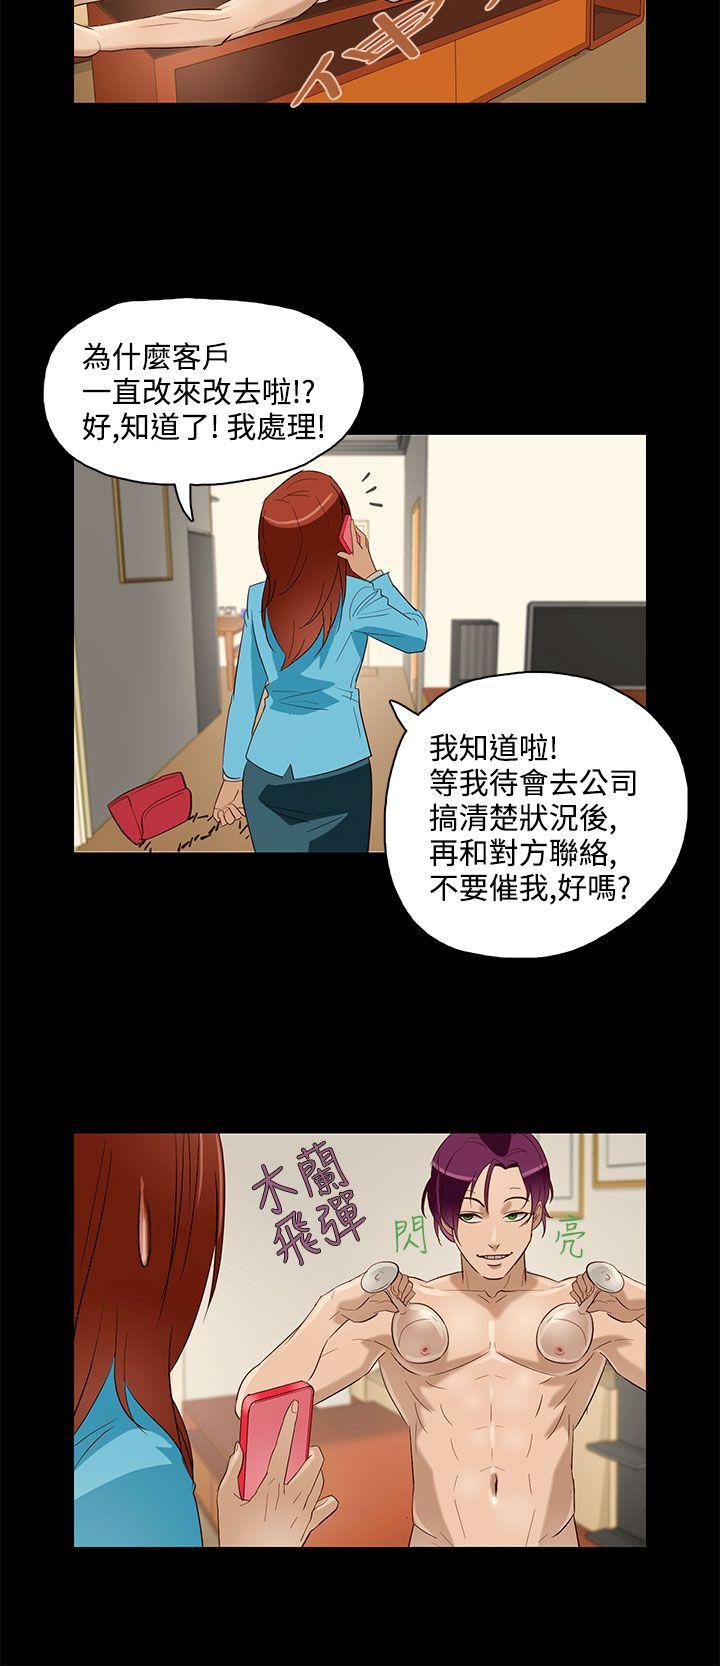 為什麼客戶
一直改來改去啦!?
好,知道了! 我處理!
我知道啦!
等我待會去公司
搞清楚狀況後,
再和對方聯絡,
不要催我,好嗎?
木蘭
飛彈
閃
亮